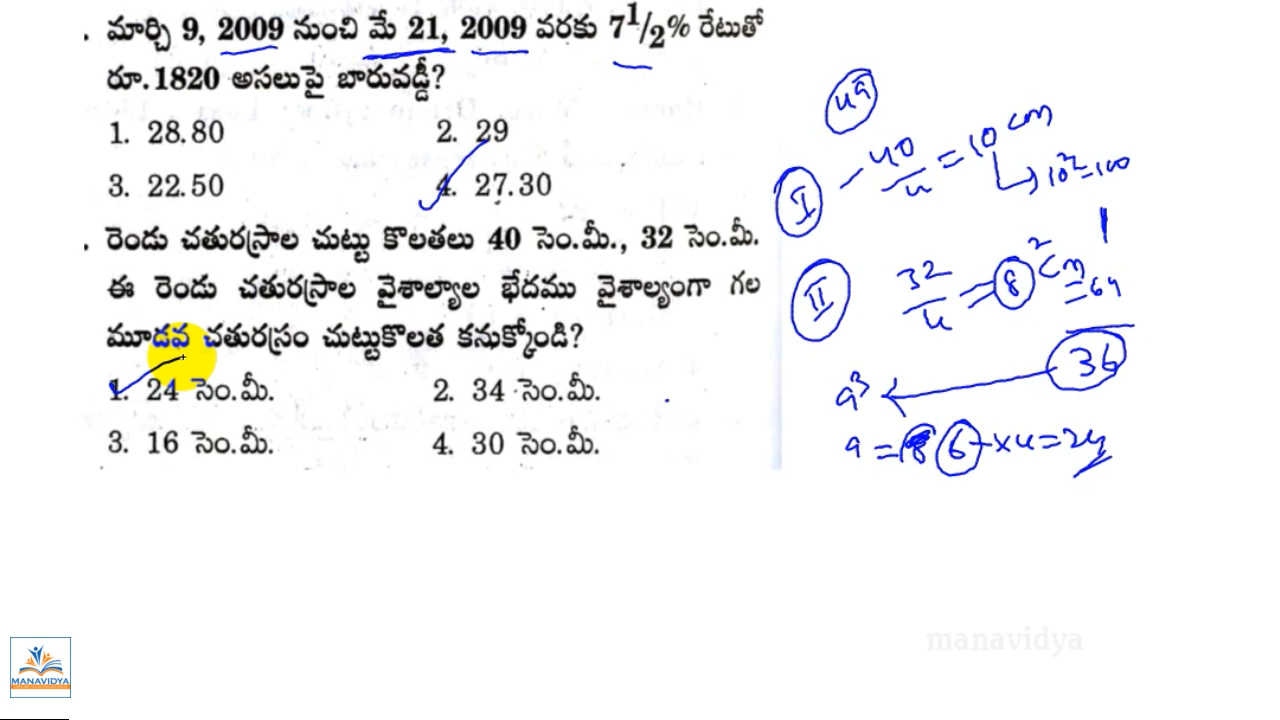 . మార్చి 9, 2009 నుంచి మే 21, 2009 వరకు 7 1/2% రేటుతో
రూ.1820 అసలుపై బారువడ్డీ?
1. 28.80 2. 29
3. 22.50 4. 27.30
. రెండు చతురస్రాల చుట్టు కొలతలు 40 సెం.మీ., 32 సెం.మీ.
ఈ రెండు చతురస్రాల వైశాల్యాల భేదము వైశాల్యంగా గల
మూడవ చతురస్రం చుట్టుకొలత కనుక్కోండి?
1. 24 సెం.మీ. 2. 34 సెం.మీ.
3. 16 సెం.మీ. 4. 30 సెం.మీ.
4a
I - 40/4 = 10 cm
10² = 100
II 32/4 = 8² cm = 64
36
a = 6 × 4 = 24
manavidya
MANAVIDYA